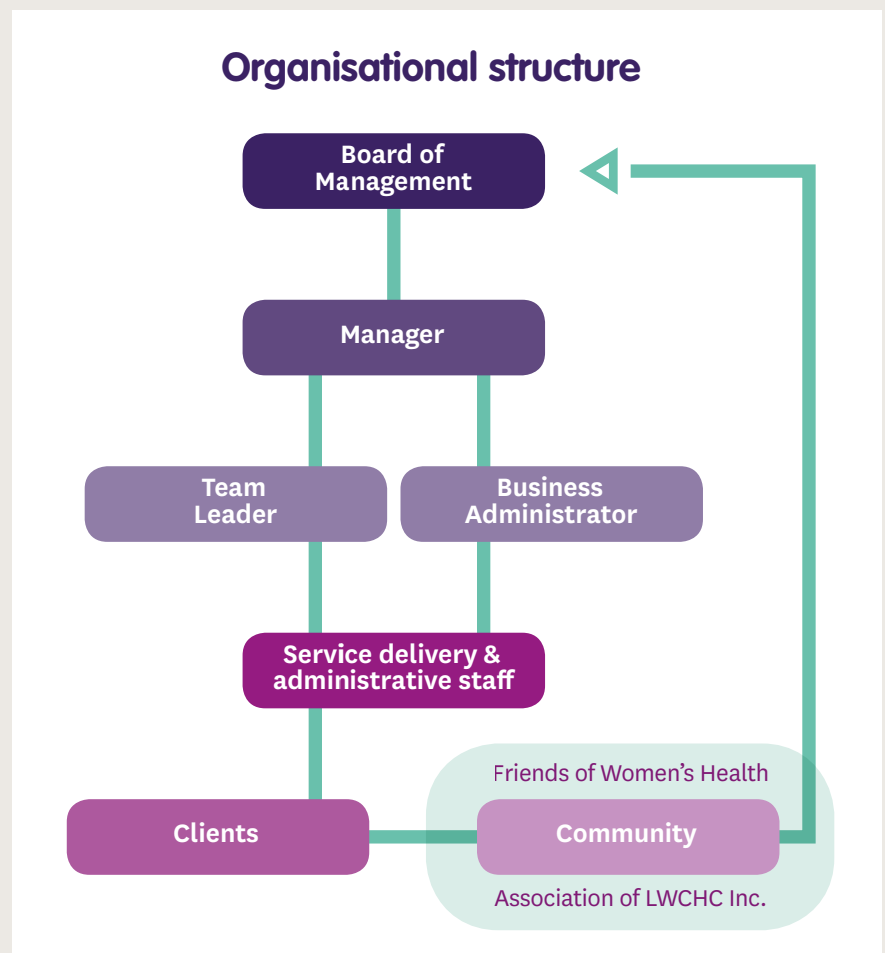 Organisational structure
Board of
Management
Manager
Team
Leader
Business
Administrator
Service delivery &
administrative staff
Friends of Women’s Health
Clients
Community
Association of LWCHC Inc.